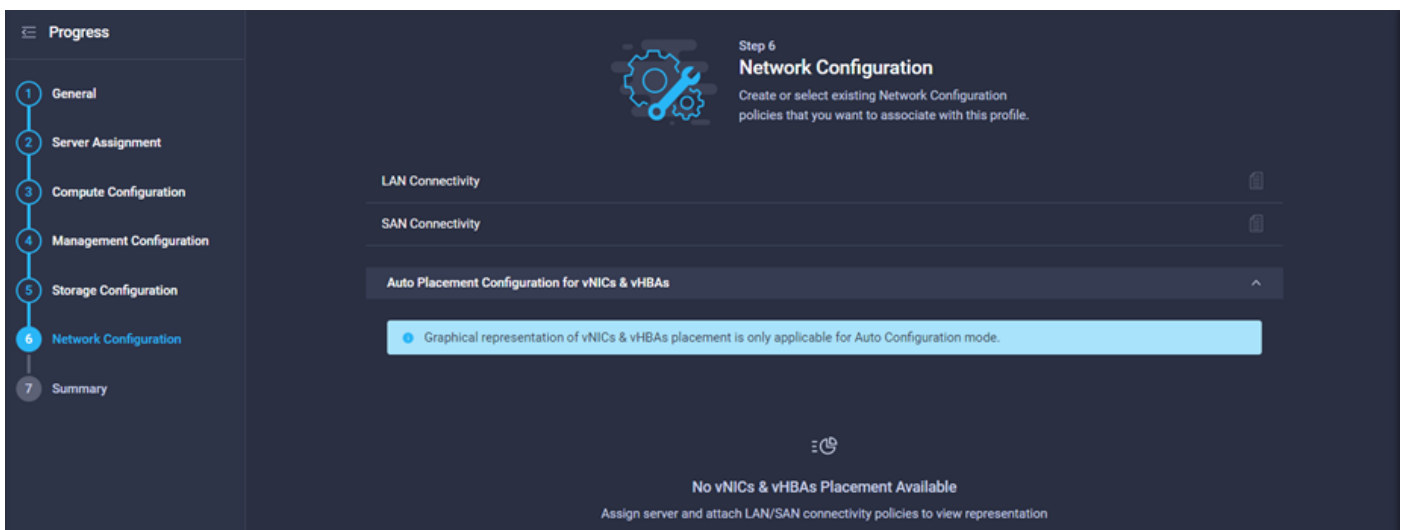 Progress
1 General
2 Server Assignment
3 Compute Configuration
4 Management Configuration
5 Storage Configuration
6 Network Configuration
7 Summary
Step 6
Network Configuration
Create or select existing Network Configuration
policies that you want to associate with this profile.
LAN Connectivity
SAN Connectivity
Auto Placement Configuration for vNICs & vHBAs
Graphical representation of vNICs & vHBAs placement is only applicable for Auto Configuration mode.
No vNICs & vHBAs Placement Available
Assign server and attach LAN/SAN connectivity policies to view representation